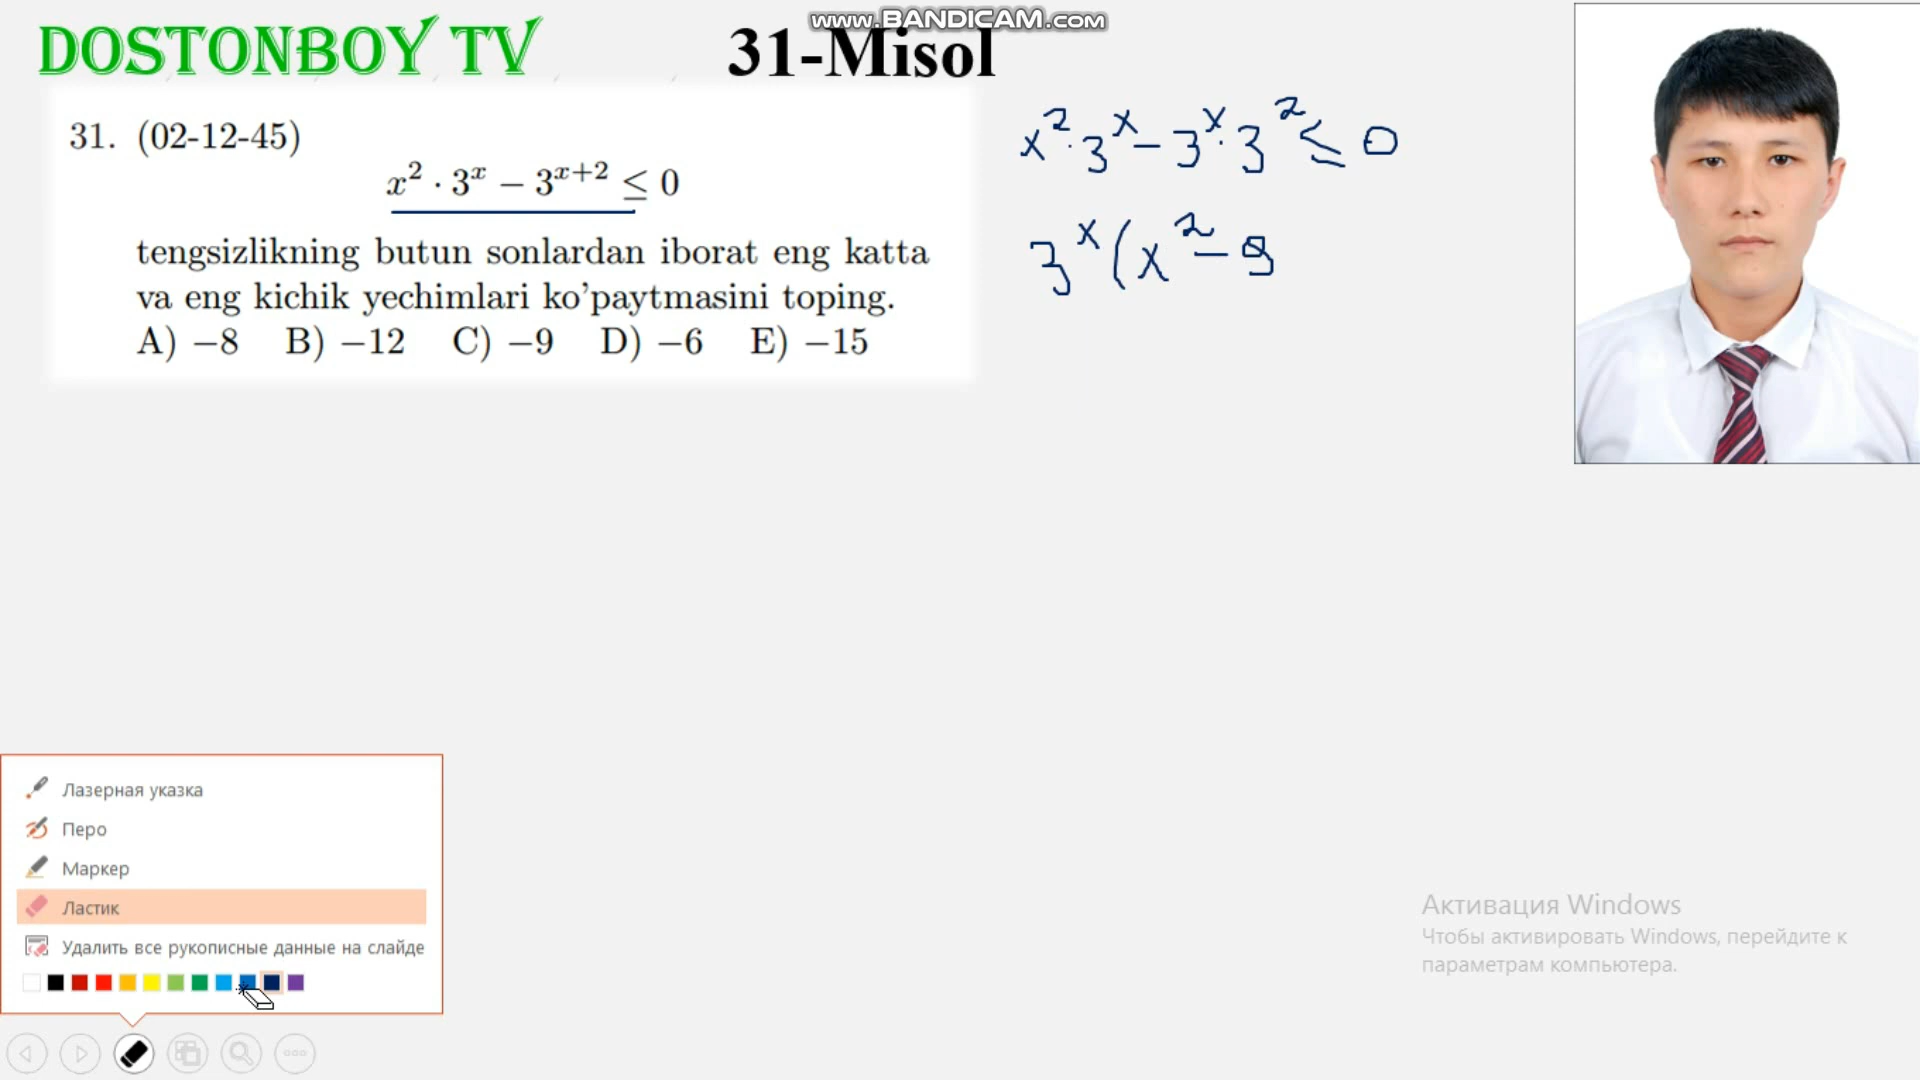 www.BANDICAM.com
DOSTONBOY TV
31-Misol
31. (02-12-45)
x² · 3ˣ − 3ˣ⁺² ≤ 0
tengsizlikning butun sonlardan iborat eng katta
va eng kichik yechimlari ko’paytmasini toping.
A) −8 B) −12 C) −9 D) −6 E) −15
x² · 3ˣ − 3ˣ · 3² ≤ 0
3ˣ(x² − 9
Лазерная указка
Перо
Маркер
Ластик
Удалить все рукописные данные на слайде
Активация Windows
Чтобы активировать Windows, перейдите к
параметрам компьютера.